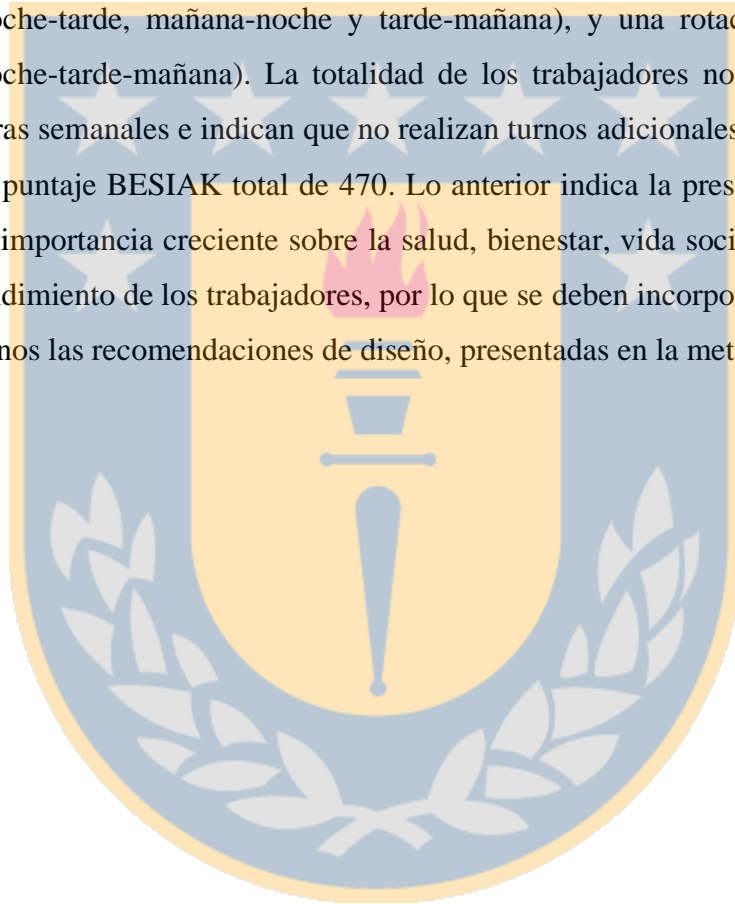 oche-tarde, mañana-noche y tarde-mañana), y una rotac
oche-tarde-mañana). La totalidad de los trabajadores no
ras semanales e indican que no realizan turnos adicionales
puntaje BESIAK total de 470. Lo anterior indica la pres
importancia creciente sobre la salud, bienestar, vida soci
ndimiento de los trabajadores, por lo que se deben incorpor
nos las recomendaciones de diseño, presentadas en la met